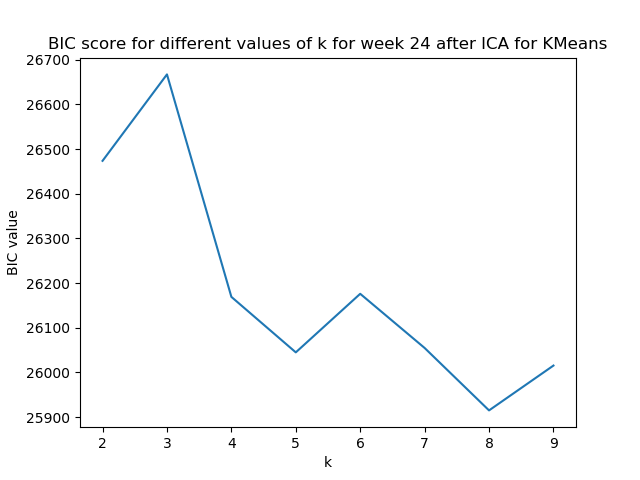 BIC score for different values of k for week 24 after ICA for KMeans
26700
26600
26500
26400
26300
26200
26100
26000
25900
BIC value
2 3 4 5 6 7 8 9
k